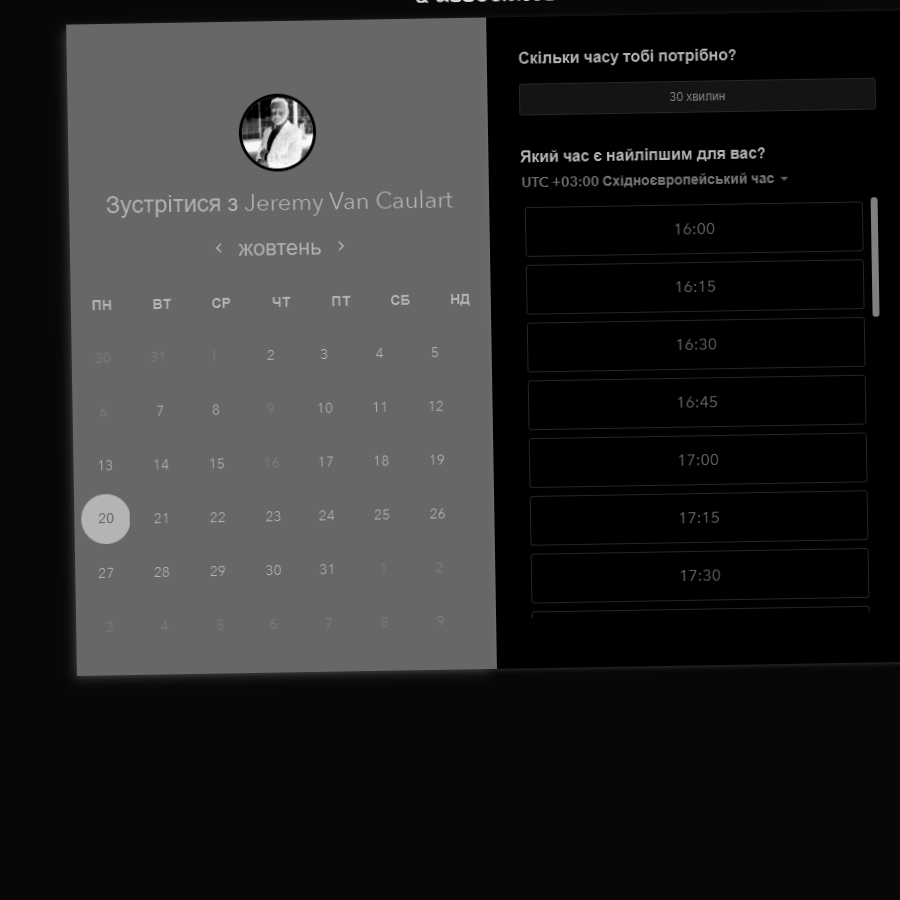 Зустрітися з Jeremy Van Caulart
жовтень
ПН ВТ СР ЧТ ПТ СБ НД
30 31 1 2 3 4 5
6 7 8 9 10 11 12
13 14 15 16 17 18 19
20 21 22 23 24 25 26
27 28 29 30 31 1 2
3 4 5 6 7 8 9
Скільки часу тобі потрібно?
30 хвилин
Який час є найліпшим для вас?
UTC +03:00 Східноєвропейський час
16:00
16:15
16:30
16:45
17:00
17:15
17:30